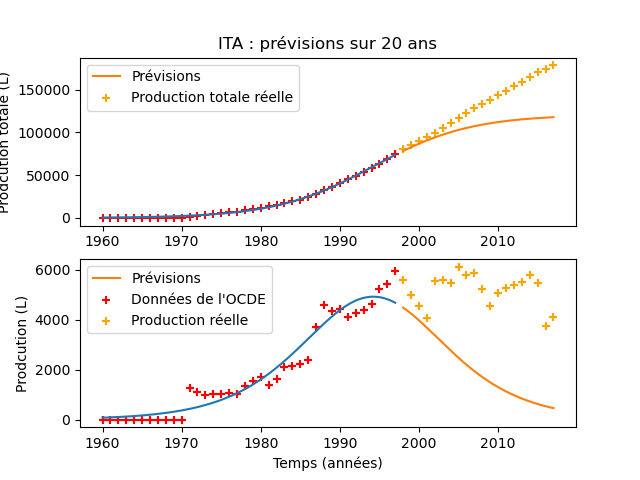 ITA : prévisions sur 20 ans
Prodcution totale (L)
150000
100000
50000
0
Prévisions
Production totale réelle
1960 1970 1980 1990 2000 2010
Prodcution (L)
6000
4000
2000
0
Prévisions
Données de l'OCDE
Production réelle
1960 1970 1980 1990 2000 2010
Temps (années)